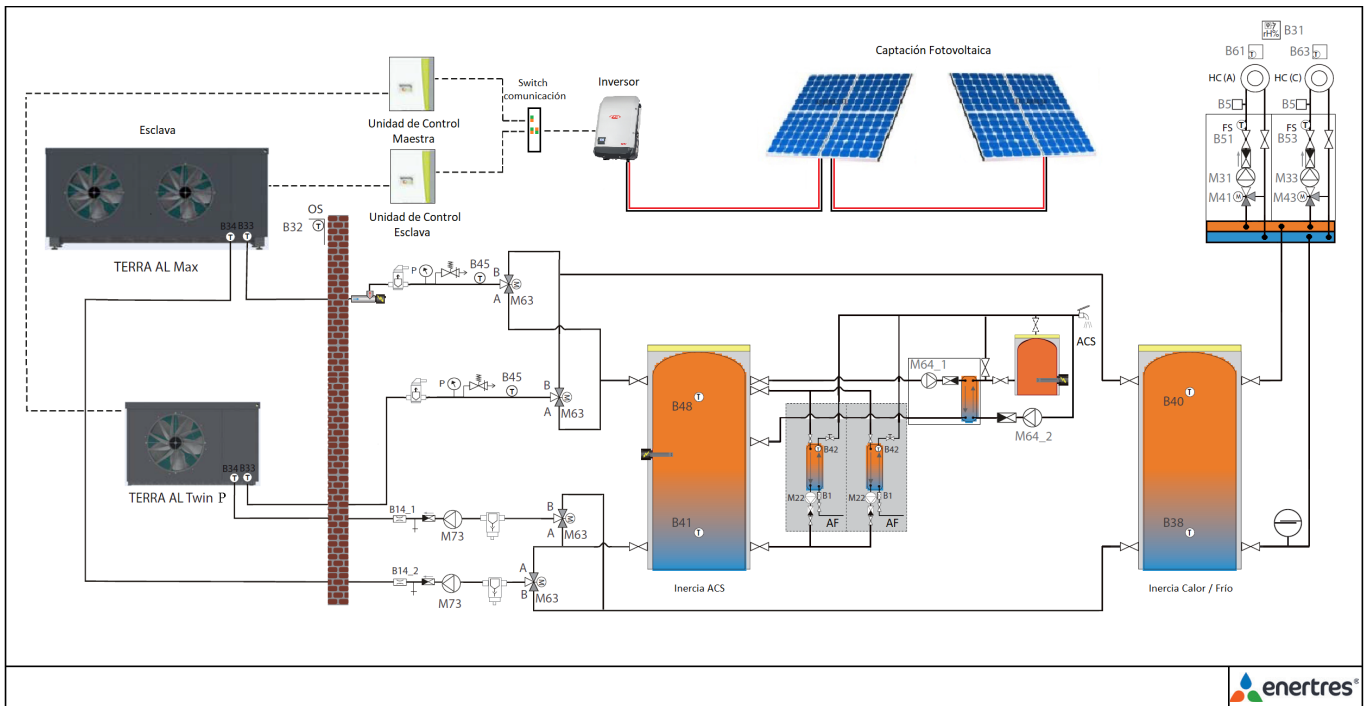 B31
B61
B63
HC (A)
HC (C)
B5
B5
FS
B51
FS
B53
M31
M33
M41
M43
Captación Fotovoltaica
Switch
comunicación
Inversor
Unidad de Control
Maestra
Unidad de Control
Esclava
Esclava
B34
B33
TERRA AL Max
OS
B32
T
P
B45
T
B
A
M
M63
P
B45
T
B
A
M
M63
B34
B33
TERRA AL Twin P
B14_1
M73
B
A
M
M63
B14_2
M73
A
B
M
M63
B48
T
B41
T
Inercia ACS
B42
M22
B1
AF
B42
M22
B1
AF
M64_1
M64_2
ACS
B40
T
B38
T
Inercia Calor / Frío
enertres®